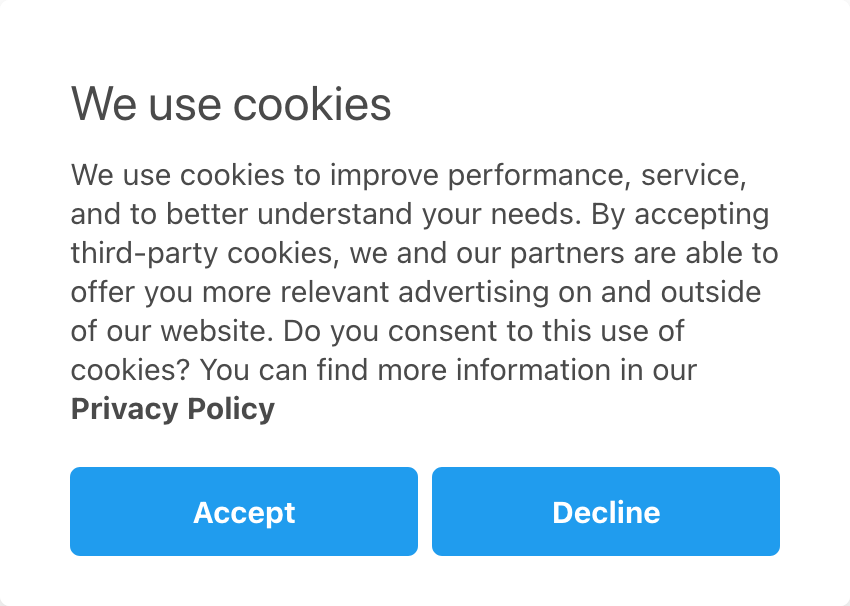 We use cookies
We use cookies to improve performance, service,
and to better understand your needs. By accepting
third-party cookies, we and our partners are able to
offer you more relevant advertising on and outside
of our website. Do you consent to this use of
cookies? You can find more information in our
Privacy Policy
Accept
Decline